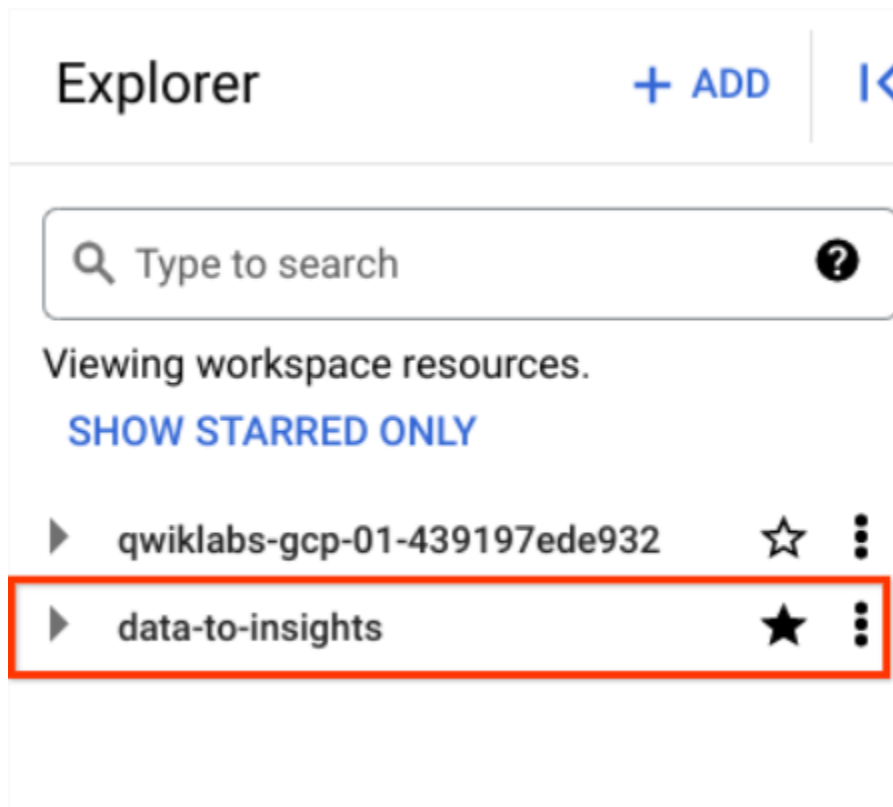 Explorer
+ ADD
Type to search
Viewing workspace resources.
SHOW STARRED ONLY
qwiklabs-gcp-01-439197ede932
data-to-insights